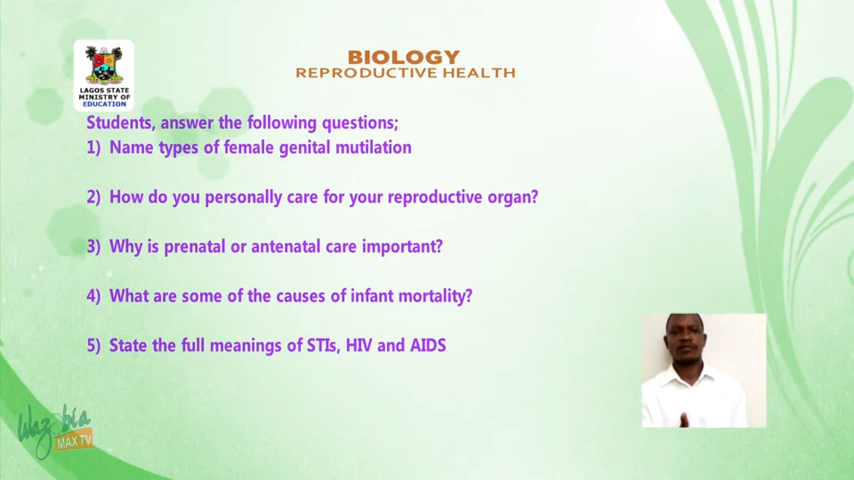 BIOLOGY
REPRODUCTIVE HEALTH
LAGOS STATE
MINISTRY OF
EDUCATION
Students, answer the following questions;
1) Name types of female genital mutilation
2) How do you personally care for your reproductive organ?
3) Why is prenatal or antenatal care important?
4) What are some of the causes of infant mortality?
5) State the full meanings of STIs, HIV and AIDS
Wazobia
MAX TV